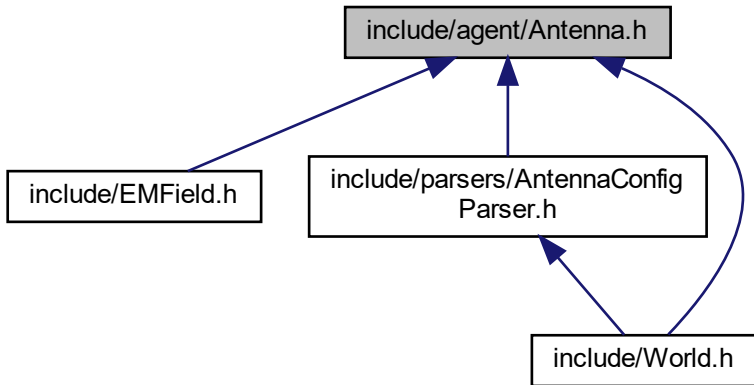 include/agent/Antenna.h
include/EMField.h
include/parsers/AntennaConfig
Parser.h
include/World.h